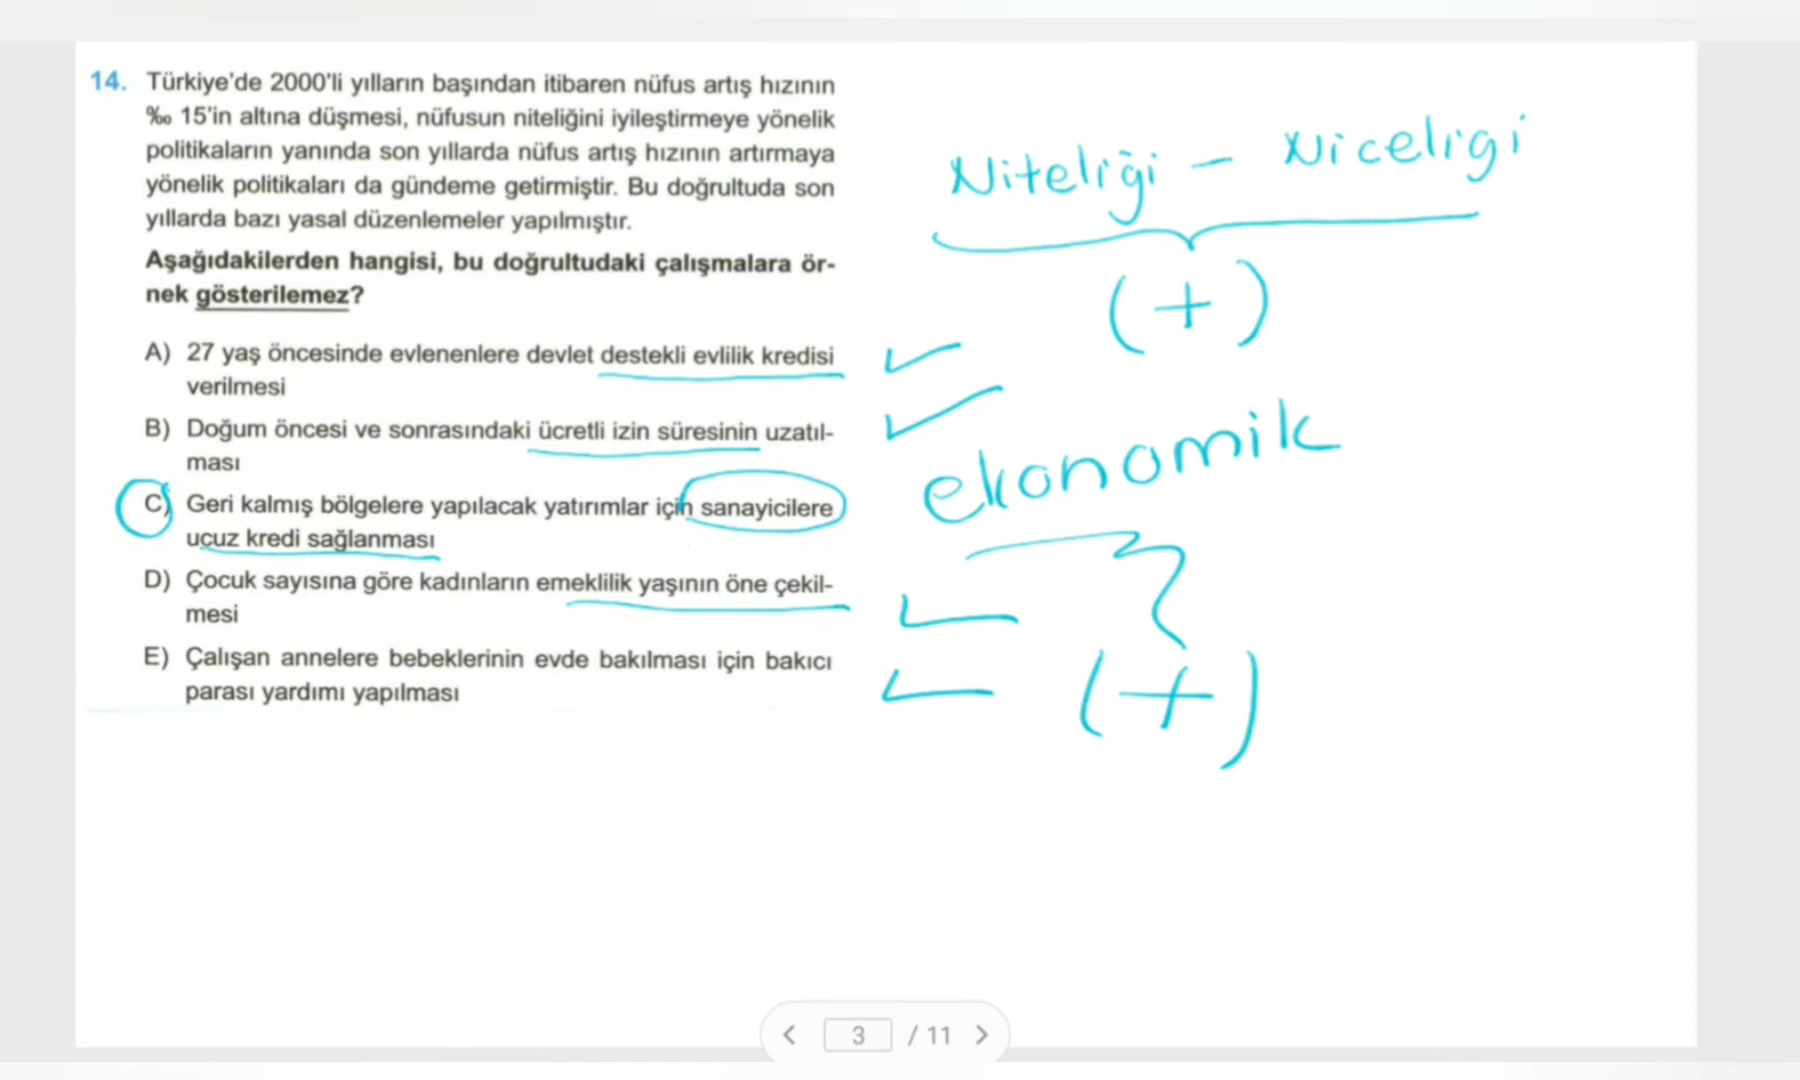 14. Türkiye'de 2000'li yılların başından itibaren nüfus artış hızının
‰ 15'in altına düşmesi, nüfusun niteliğini iyileştirmeye yönelik
politikaların yanında son yıllarda nüfus artış hızının artırmaya
yönelik politikaları da gündeme getirmiştir. Bu doğrultuda son
yıllarda bazı yasal düzenlemeler yapılmıştır.
Aşağıdakilerden hangisi, bu doğrultudaki çalışmalara ör-
nek gösterilemez?
A) 27 yaş öncesinde evlenenlere devlet destekli evlilik kredisi
verilmesi
B) Doğum öncesi ve sonrasındaki ücretli izin süresinin uzatıl-
ması
C) Geri kalmış bölgelere yapılacak yatırımlar için sanayicilere
ucuz kredi sağlanması
D) Çocuk sayısına göre kadınların emeklilik yaşının öne çekil-
mesi
E) Çalışan annelere bebeklerinin evde bakılması için bakıcı
parası yardımı yapılması
Niteliği - Niceligi
(+)
ekonomik
(+)
3 / 11